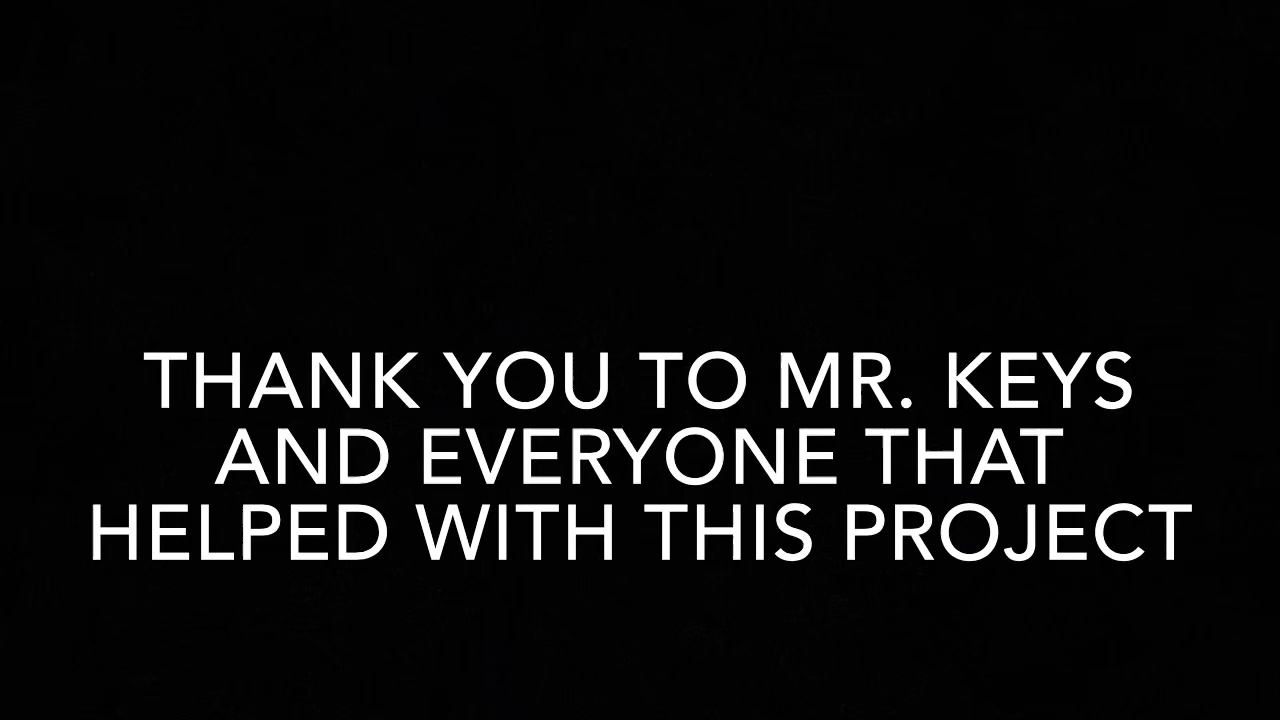 THANK YOU TO MR. KEYS
AND EVERYONE THAT
HELPED WITH THIS PROJECT